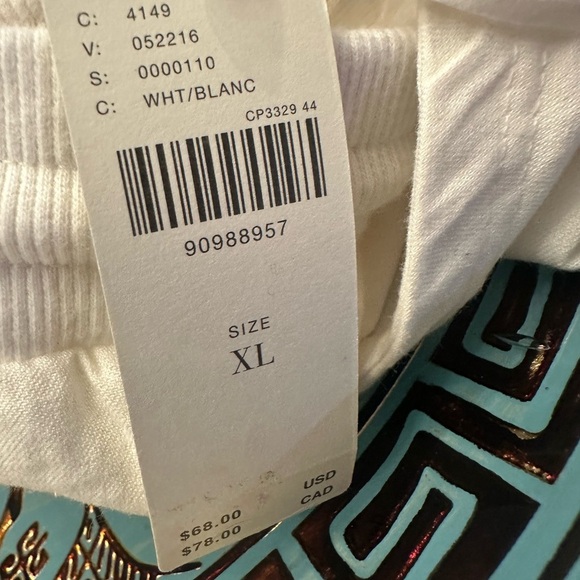 C: 4149
V: 052216
S: 0000110
C: WHT/BLANC
CP3329 44
90988957
SIZE
XL
$68.00 USD
$78.00 CAD